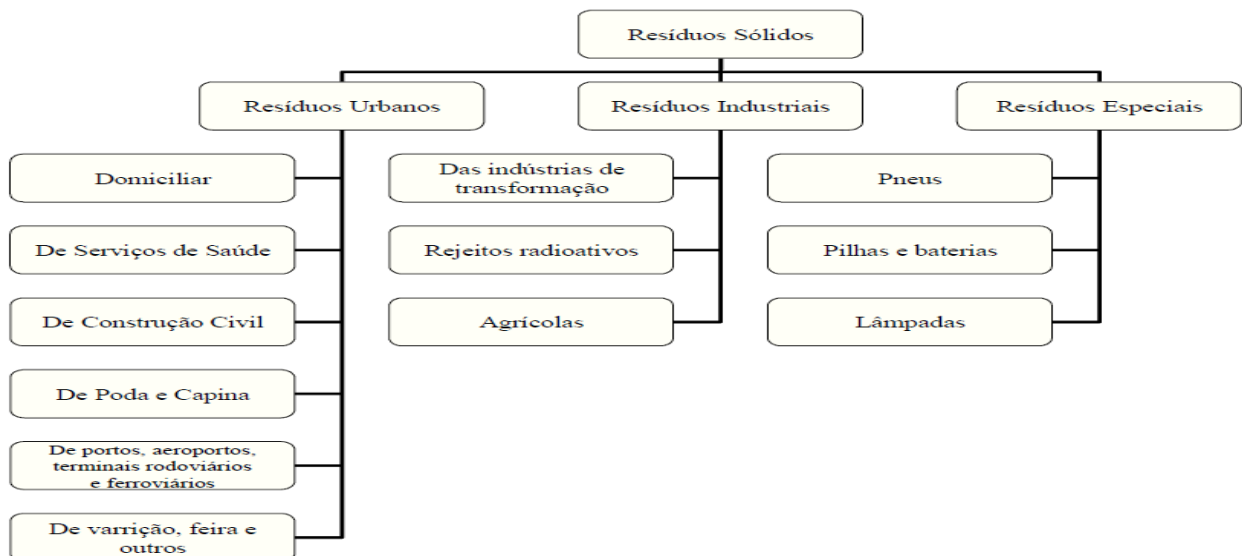 Resíduos Sólidos
Resíduos Urbanos
Resíduos Industriais
Resíduos Especiais
Domiciliar
De Serviços de Saúde
De Construção Civil
De Poda e Capina
De portos, aeroportos,
terminais rodoviários
e ferroviários
De varrição, feira e
outros
Das indústrias de
transformação
Rejeitos radioativos
Agrícolas
Pneus
Pilhas e baterias
Lâmpadas